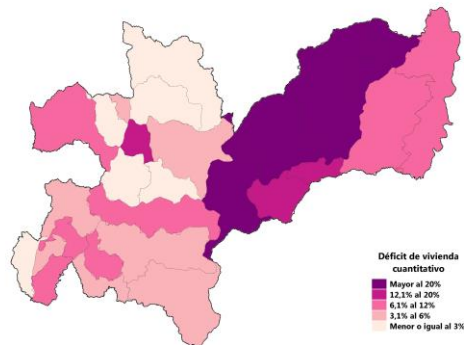 Déficit de vivienda
cuantitativo
Mayor al 20%
12,1% al 20%
6,1% al 12%
3,1% al 6%
Menor o igual al 3%